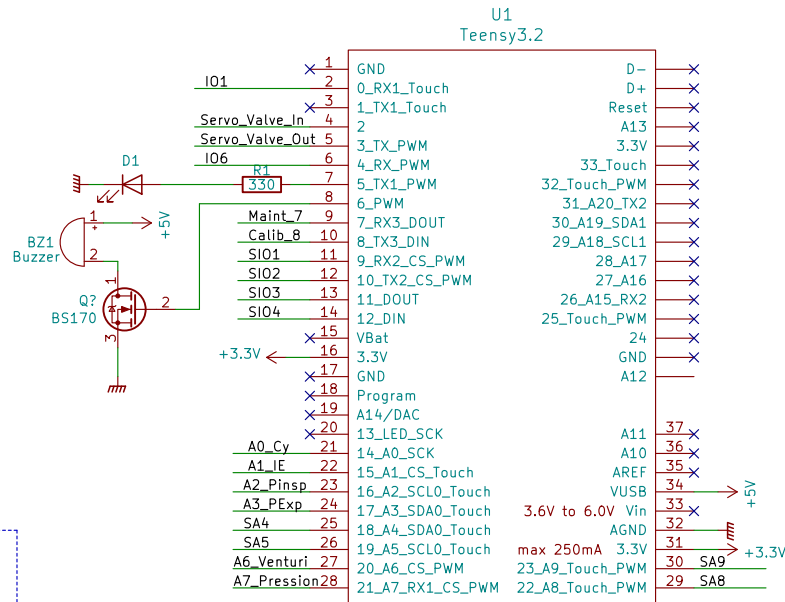 U1
Teensy3.2
1 GND D-
IO1 2 0_RX1_Touch D+
3 1_TX1_Touch Reset
Servo_Valve_In 4 2 A13
Servo_Valve_Out 5 3_TX_PWM 3.3V
IO6 6 4_RX_PWM 33_Touch
D1 R1 330 7 5_TX1_PWM 32_Touch_PWM
8 6_PWM 31_A20_TX2
1 + +5V Maint_7 9 7_RX3_DOUT 30_A19_SDA1
BZ1 Calib_8 10 8_TX3_DIN 29_A18_SCL1
Buzzer 2 SIO1 11 9_RX2_CS_PWM 28_A17
1 SIO2 12 10_TX2_CS_PWM 27_A16
Q? 2 SIO3 13 11_DOUT 26_A15_RX2
BS170 SIO4 14 12_DIN 25_Touch_PWM
3 15 VBat 24
+3.3V 16 3.3V GND
17 GND A12
18 Program
19 A14/DAC
20 13_LED_SCK A11 37
A0_Cy 21 14_A0_SCK A10 36
A1_IE 22 15_A1_CS_Touch AREF 35
A2_Pinsp 23 16_A2_SCL0_Touch VUSB 34 +5V
A3_PExp 24 17_A3_SDA0_Touch 3.6V to 6.0V Vin 33
SA4 25 18_A4_SDA0_Touch AGND 32
SA5 26 19_A5_SCL0_Touch max 250mA 3.3V 31 +3.3V
A6_Venturi 27 20_A6_CS_PWM 23_A9_Touch_PWM 30 SA9
A7_Pression 28 21_A7_RX1_CS_PWM 22_A8_Touch_PWM 29 SA8